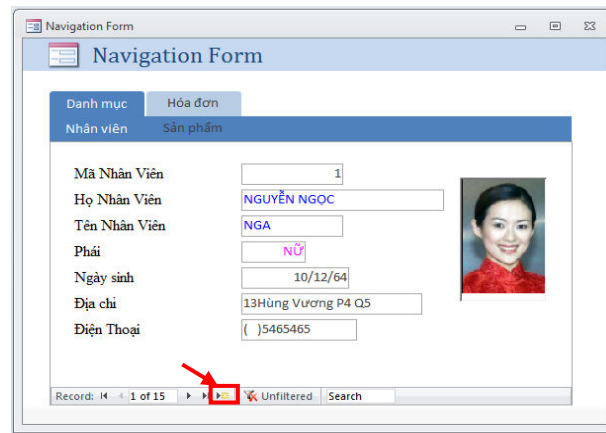 Navigation Form
Navigation Form
Danh mục Hóa đơn
Nhân viên Sản phẩm
Mã Nhân Viên 1
Họ Nhân Viên NGUYỄN NGỌC
Tên Nhân Viên NGA
Phái NỮ
Ngày sinh 10/12/64
Địa chỉ 13Hùng Vương P4 Q5
Điện Thoại ( )5465465
Record: 1 of 15 Unfiltered Search